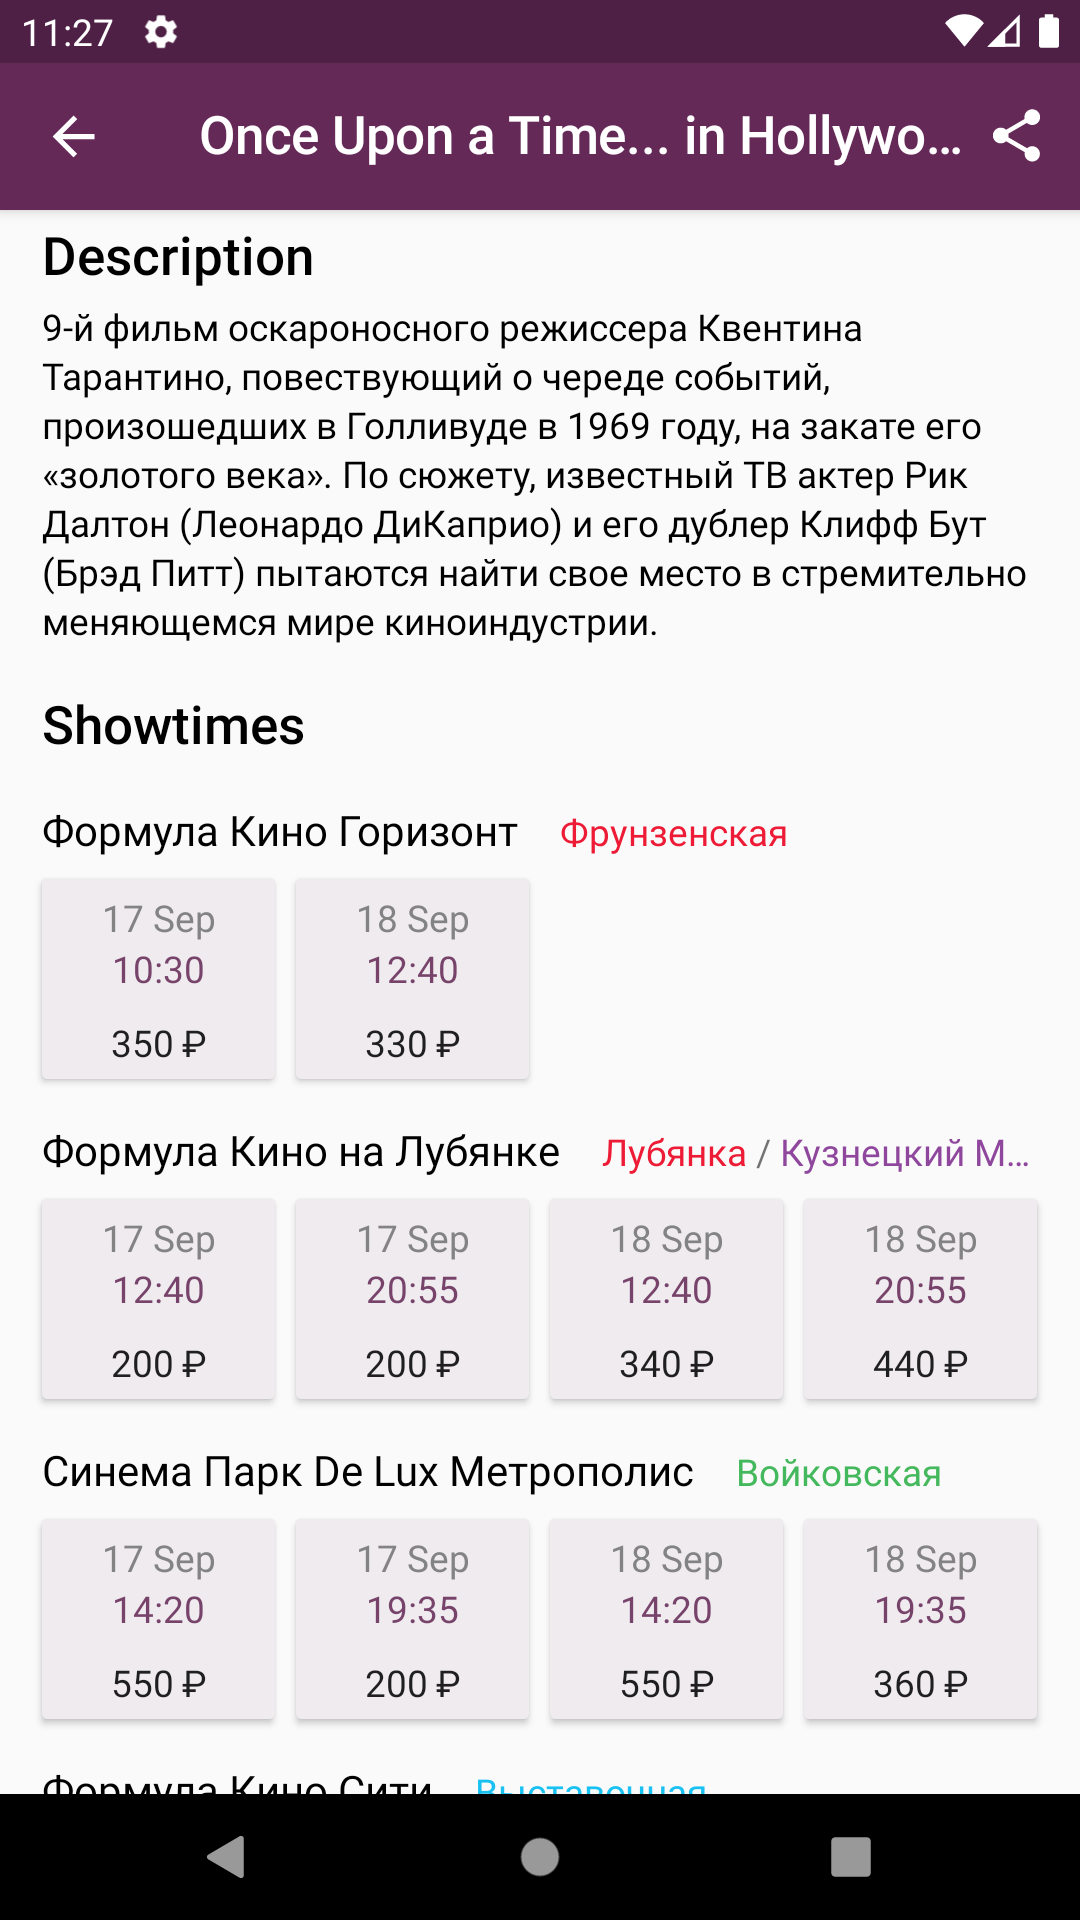 11:27
Once Upon a Time... in Hollywo...
Description
9-й фильм оскароносного режиссера Квентина
Тарантино, повествующий о череде событий,
произошедших в Голливуде в 1969 году, на закате его
«золотого века». По сюжету, известный ТВ актер Рик
Далтон (Леонардо ДиКаприо) и его дублер Клифф Бут
(Брэд Питт) пытаются найти свое место в стремительно
меняющемся мире киноиндустрии.
Showtimes
Формула Кино Горизонт Фрунзенская
17 Sep 18 Sep
10:30 12:40
350 ₽ 330 ₽
Формула Кино на Лубянке Лубянка / Кузнецкий М...
17 Sep 17 Sep 18 Sep 18 Sep
12:40 20:55 12:40 20:55
200 ₽ 200 ₽ 340 ₽ 440 ₽
Синема Парк De Lux Метрополис Войковская
17 Sep 17 Sep 18 Sep 18 Sep
14:20 19:35 14:20 19:35
550 ₽ 200 ₽ 550 ₽ 360 ₽
Формула Кино Сити Выставочная